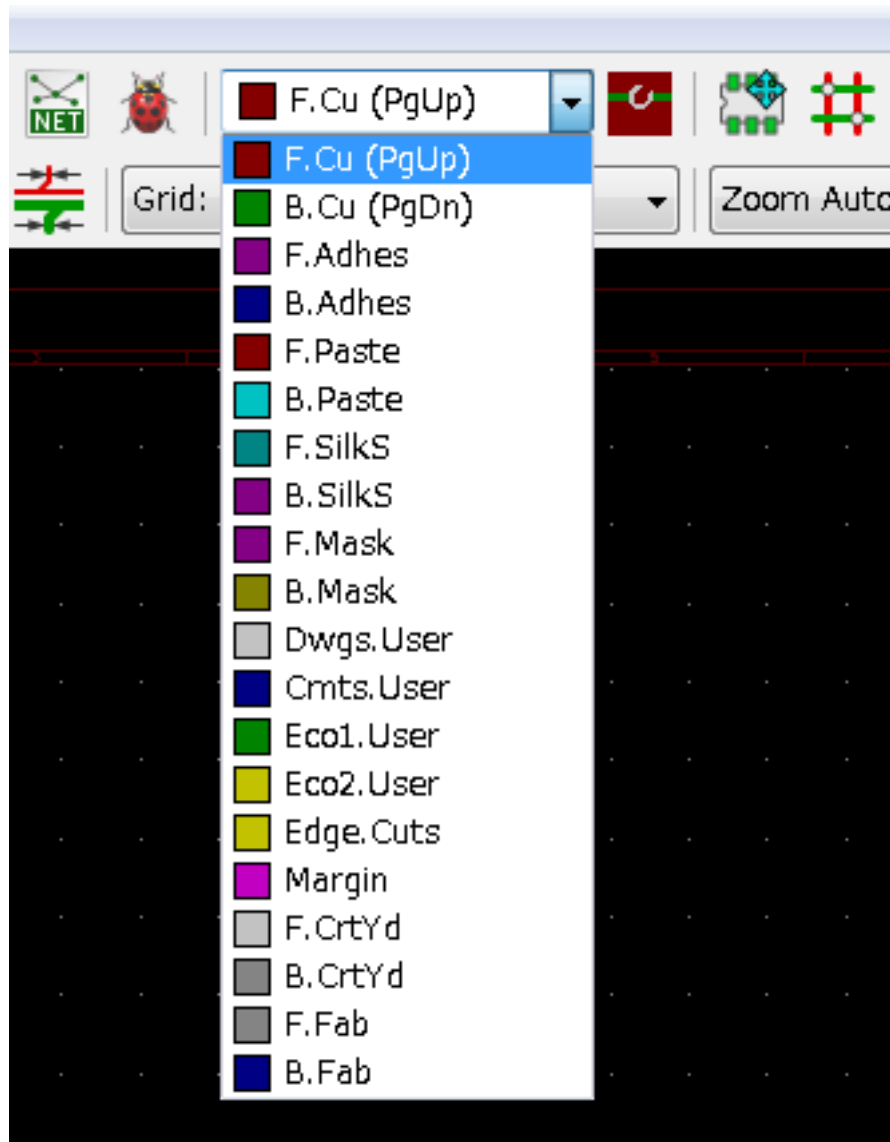 NET
F.Cu (PgUp)
F.Cu (PgUp)
Grid:
Zoom Auto
B.Cu (PgDn)
F.Adhes
B.Adhes
F.Paste
B.Paste
F.SilkS
B.SilkS
F.Mask
B.Mask
Dwgs.User
Cmts.User
Eco1.User
Eco2.User
Edge.Cuts
Margin
F.CrtYd
B.CrtYd
F.Fab
B.Fab